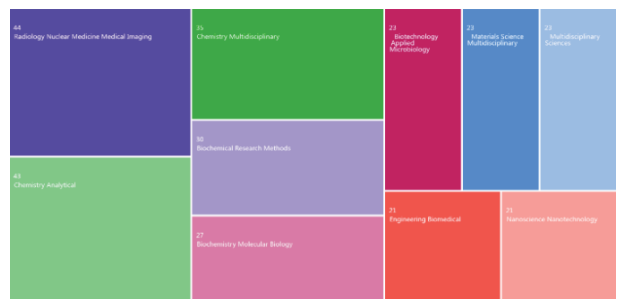 44
Radiology Nuclear Medicine Medical Imaging
43
Chemistry Analytical
35
Chemistry Multidisciplinary
30
Biochemical Research Methods
27
Biochemistry Molecular Biology
23
Biotechnology
Applied
Microbiology
23
Materials Science
Multidisciplinary
23
Multidisciplinary
Sciences
21
Engineering Biomedical
21
Nanoscience Nanotechnology